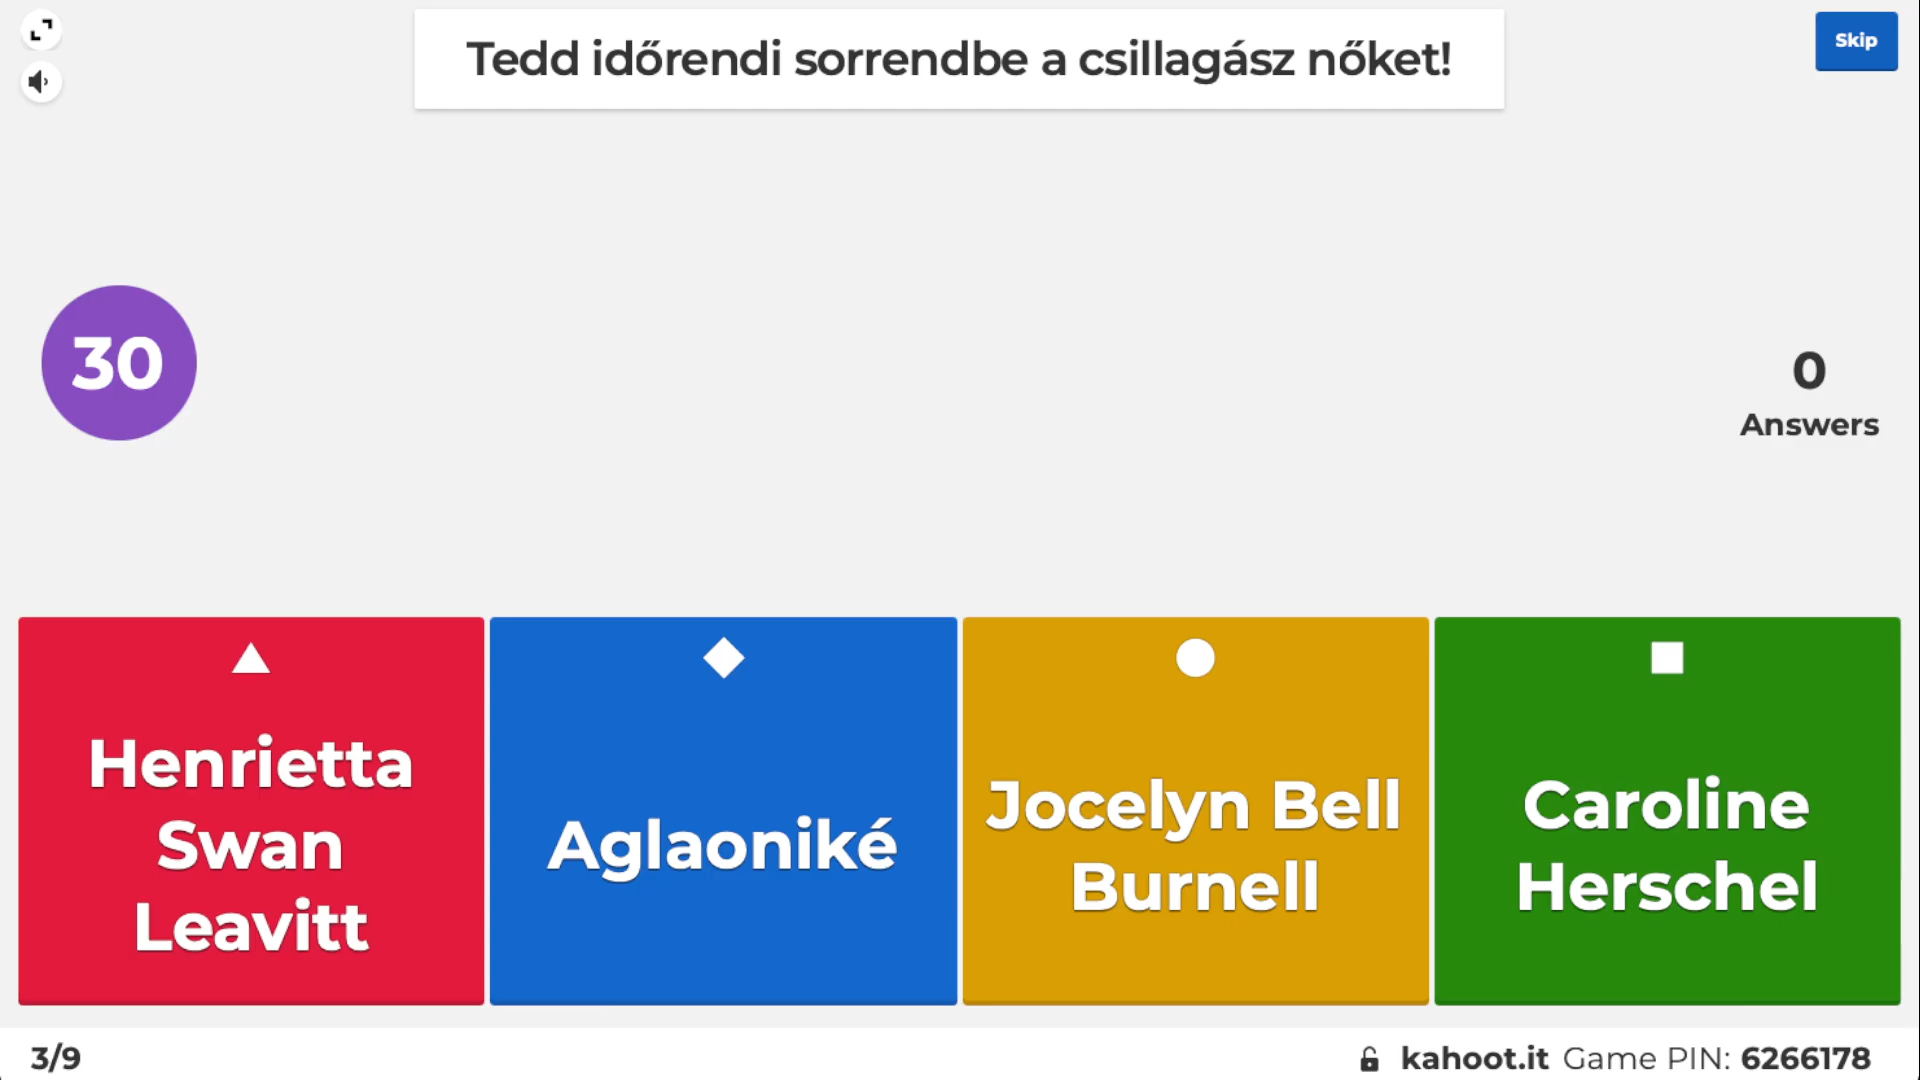 Tedd időrendi sorrendbe a csillagász nőket!
Skip
30
0
Answers
Henrietta
Swan
Leavitt
Aglaoniké
Jocelyn Bell
Burnell
Caroline
Herschel
3/9
kahoot.it Game PIN: 6266178